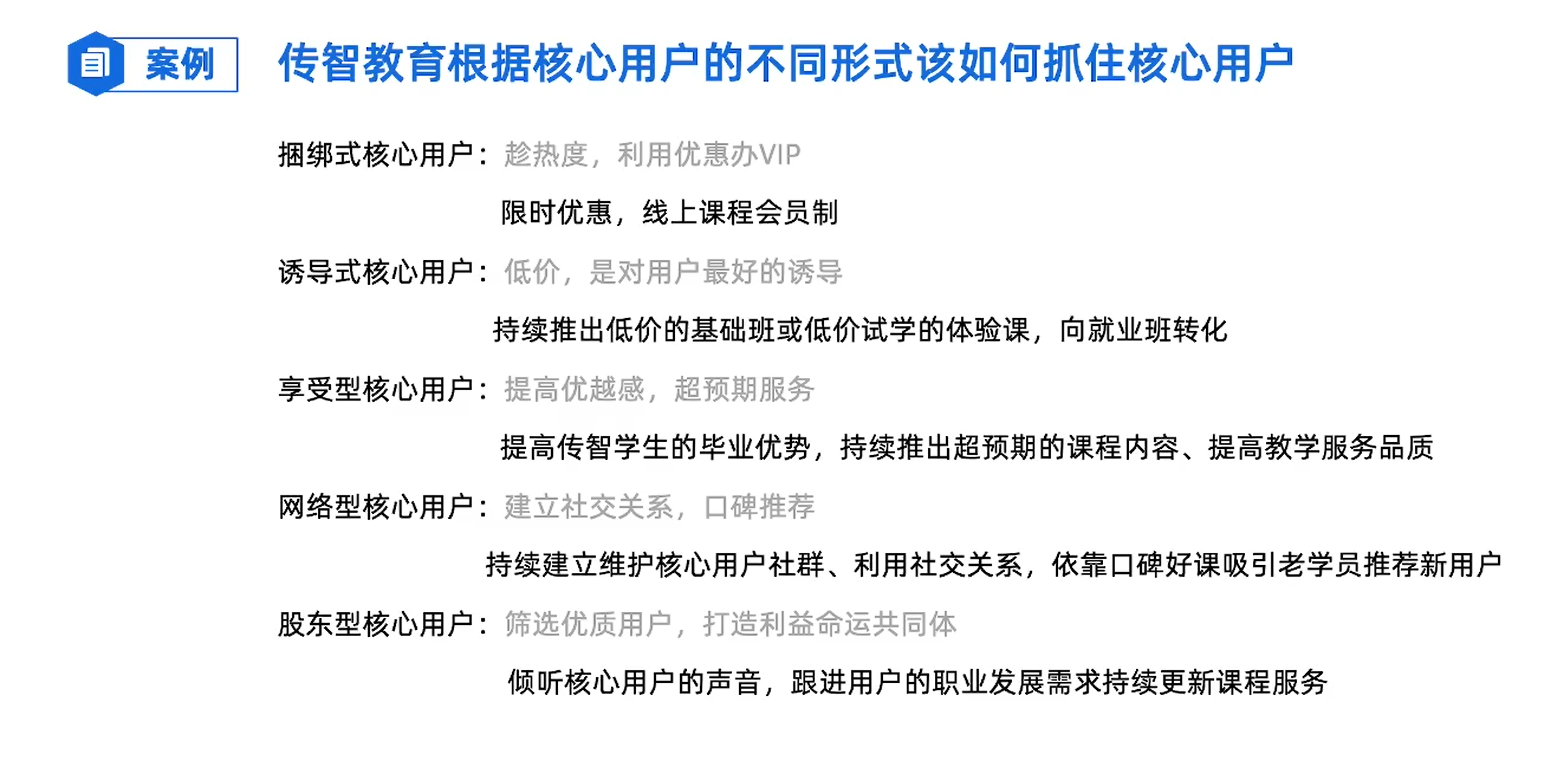 案例
传智教育根据核心用户的不同形式该如何抓住核心用户
捆绑式核心用户：趁热度，利用优惠办VIP
限时优惠，线上课程会员制
诱导式核心用户：低价，是对用户最好的诱导
持续推出低价的基础班或低价试学的体验课，向就业班转化
享受型核心用户：提高优越感，超预期服务
提高传智学生的毕业优势，持续推出超预期的课程内容、提高教学服务品质
网络型核心用户：建立社交关系，口碑推荐
持续建立维护核心用户社群、利用社交关系，依靠口碑好课吸引老学员推荐新用户
股东型核心用户：筛选优质用户，打造利益命运共同体
倾听核心用户的声音，跟进用户的职业发展需求持续更新课程服务